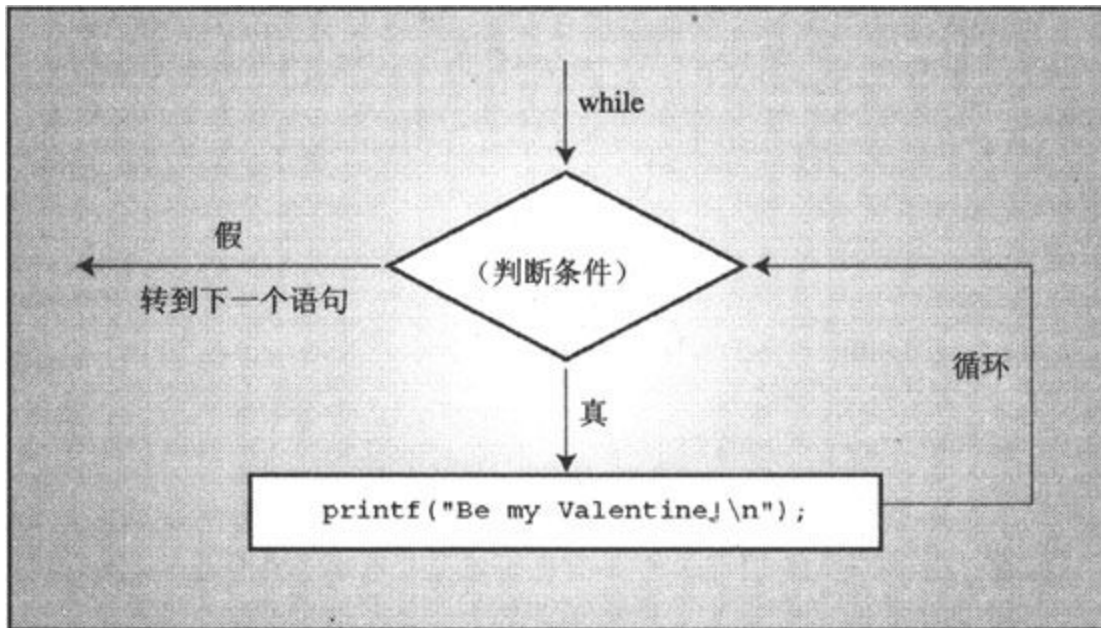 while
假
（判断条件）
转到下一个语句
循环
真
printf("Be my Valentine!\n");